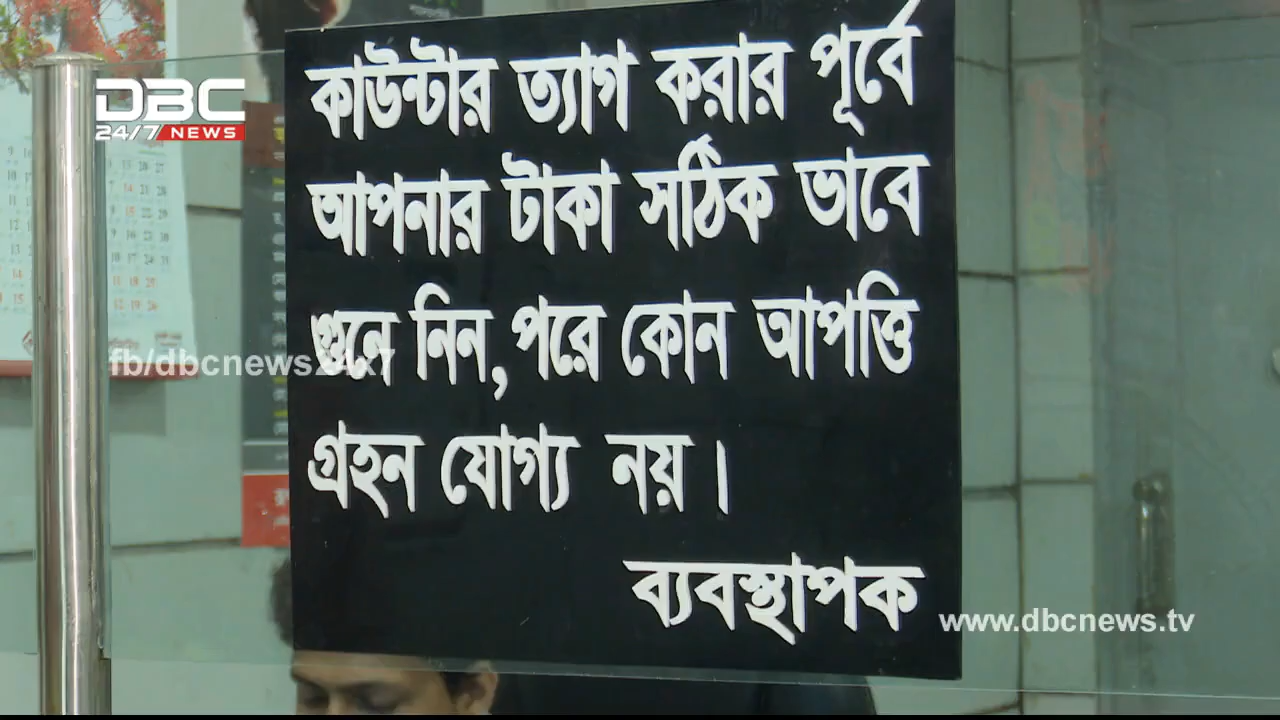 DBC
24/7 NEWS
কাউন্টার ত্যাগ করার পূর্বে
আপনার টাকা সঠিক ভাবে
গুনে নিন, পরে কোন আপত্তি
গ্রহন যোগ্য নয়।
ব্যবস্থাপক
fb/dbcnews24x7
www.dbcnews.tv